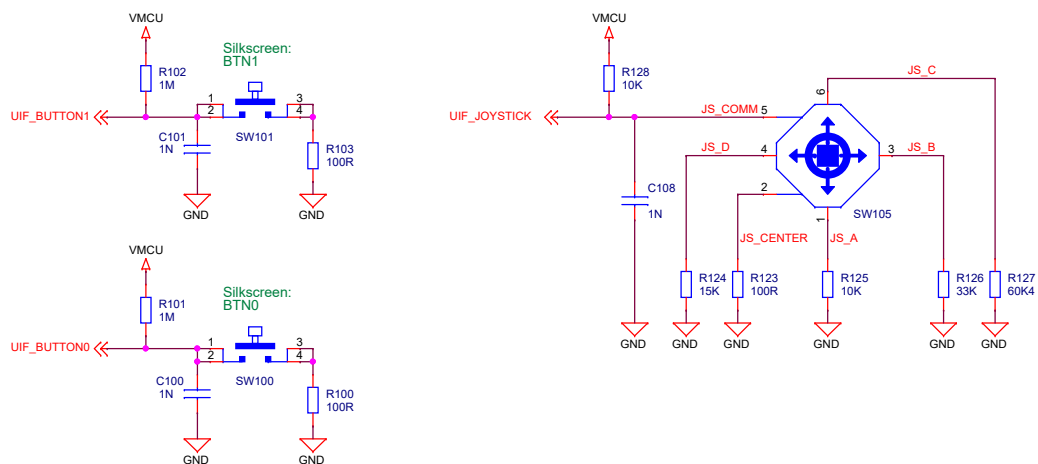 VMCU
Silkscreen:
BTN1
R102
1M
1
2
3
4
UIF_BUTTON1
C101
1N
SW101
R103
100R
GND
GND
VMCU
Silkscreen:
BTN0
R101
1M
1
2
3
4
UIF_BUTTON0
C100
1N
SW100
R100
100R
GND
GND
VMCU
R128
10K
JS_C
6
UIF_JOYSTICK
JS_COMM
5
JS_D
4
3
JS_B
2
C108
1N
1
SW105
JS_CENTER
JS_A
R124
15K
R123
100R
R125
10K
R126
33K
R127
60K4
GND
GND
GND
GND
GND
GND